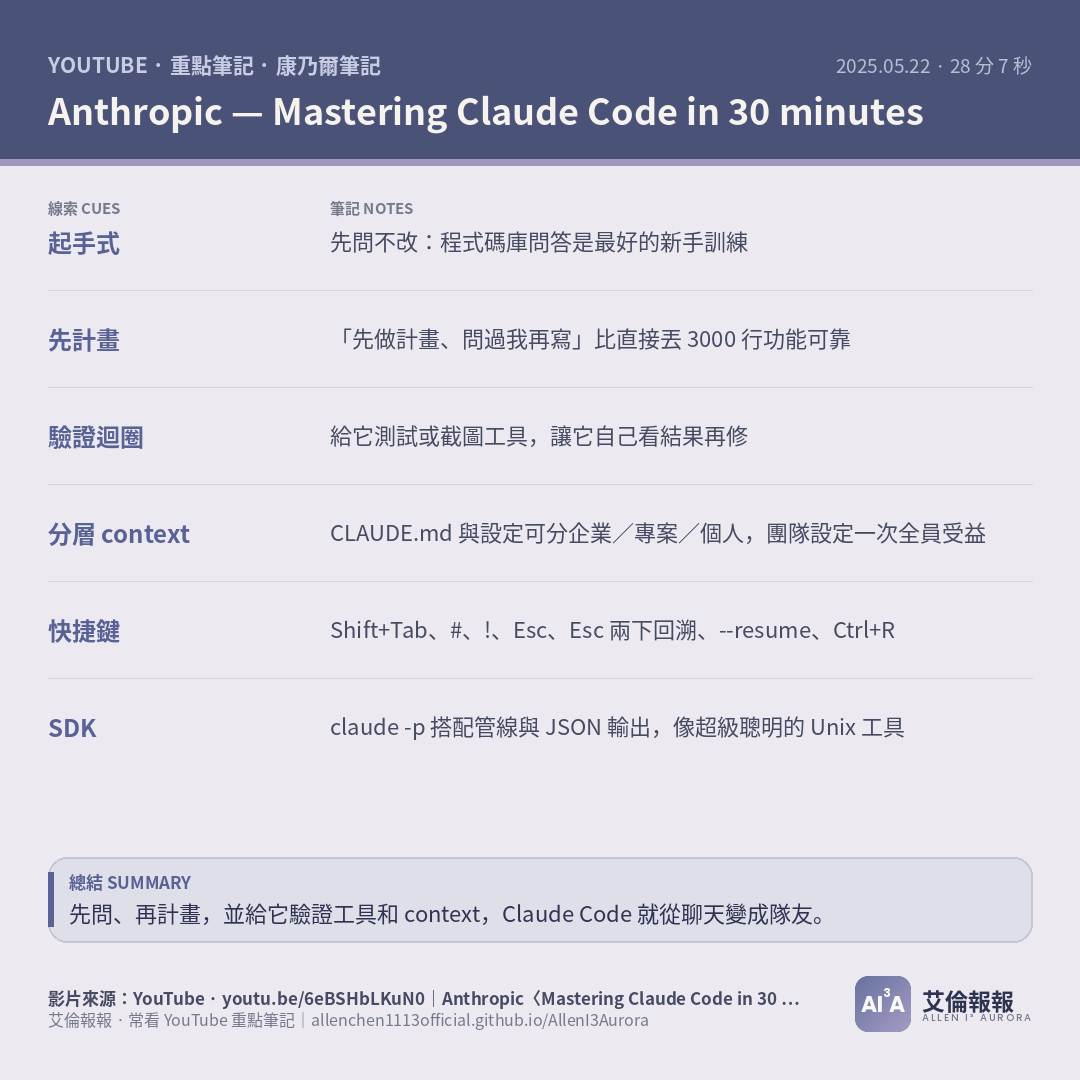 YOUTUBE · 重點筆記 · 康乃爾筆記
2025.05.22 · 28 分 7 秒
Anthropic — Mastering Claude Code in 30 minutes
線索 CUES
筆記 NOTES
起手式
先問不改：程式碼庫問答是最好的新手訓練
先計畫
「先做計畫、問過我再寫」比直接丟 3000 行功能可靠
驗證迴圈
給它測試或截圖工具，讓它自己看結果再修
分層 context
CLAUDE.md 與設定可分企業／專案／個人，團隊設定一次全員受益
快捷鍵
Shift+Tab、#、!、Esc、Esc 兩下回溯、--resume、Ctrl+R
SDK
claude -p 搭配管線與 JSON 輸出，像超級聰明的 Unix 工具
總結 SUMMARY
先問、再計畫，並給它驗證工具和 context，Claude Code 就從聊天變成隊友。
影片來源：YouTube · youtu.be/6eBSHbLKuN0｜Anthropic〈Mastering Claude Code in 30 …
艾倫報報 · 常看 YouTube 重點筆記｜allenchen1113official.github.io/AllenI3Aurora
AI³A
艾倫報報
ALLEN I³ AURORA